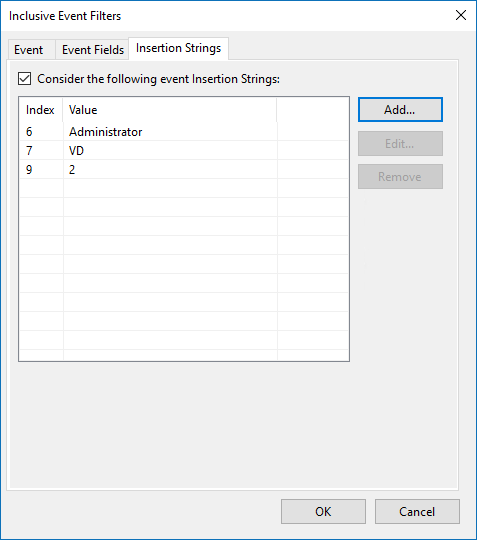 Inclusive Event Filters
Event Event Fields Insertion Strings
Consider the following event Insertion Strings:
Index Value
6 Administrator
7 VD
9 2
Add...
Edit...
Remove
OK Cancel